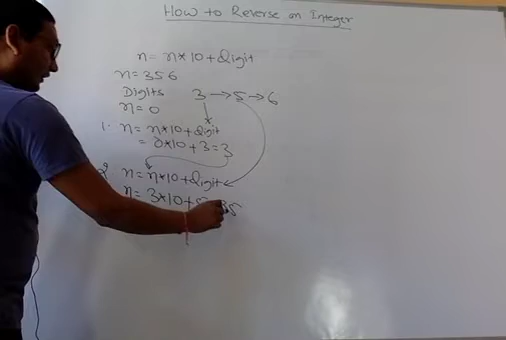 How to Reverse an Integer
n = n*10 + digit
n = 356
Digits 3 → 5 → 6
n = 0
1. n = n*10 + digit
= 0*10 + 3 = 3
2 n = n*10 + digit
n = 3*10 + 35